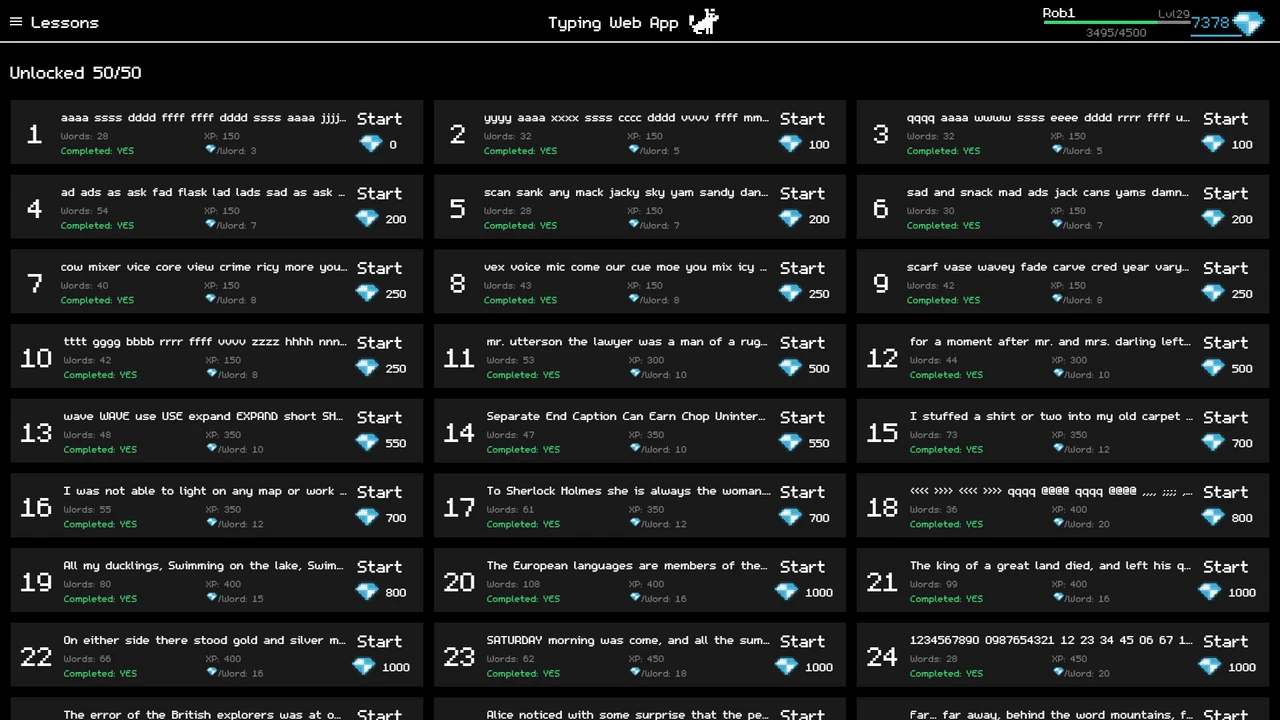 Lessons
Typing Web App
Rob1
Lvl29
3495/4500
7378
Unlocked 50/50
1
aaaa ssss dddd ffff ffff dddd ssss aaaa jjjj...
Words: 28
XP: 150
Completed: YES
/Word: 3
Start
0
2
yyyy aaaa xxxx ssss cccc dddd vvvv ffff mm...
Words: 32
XP: 150
Completed: YES
/Word: 5
Start
100
3
qqqq aaaa wwww ssss eeee dddd rrrr ffff u...
Words: 32
XP: 150
Completed: YES
/Word: 5
Start
100
4
ad ads as ask fad flask lad lads sad as ask ...
Words: 54
XP: 150
Completed: YES
/Word: 7
Start
200
5
scan sank any mack jacky sky yam sandy dan...
Words: 28
XP: 150
Completed: YES
/Word: 7
Start
200
6
sad and snack mad ads jack cans yams damn...
Words: 30
XP: 150
Completed: YES
/Word: 7
Start
200
7
cow mixer vice core view crime ricy more you...
Words: 40
XP: 150
Completed: YES
/Word: 8
Start
250
8
vex voice mic come our cue moe you mix icy ...
Words: 43
XP: 150
Completed: YES
/Word: 8
Start
250
9
scarf vase wavey fade carve cred year vary...
Words: 42
XP: 150
Completed: YES
/Word: 8
Start
250
10
tttt gggg bbbb rrrr ffff vvvv zzzz hhhh nnn...
Words: 42
XP: 150
Completed: YES
/Word: 8
Start
250
11
mr. utterson the lawyer was a man of a rug...
Words: 53
XP: 300
Completed: YES
/Word: 10
Start
500
12
for a moment after mr. and mrs. darling left...
Words: 44
XP: 300
Completed: YES
/Word: 10
Start
500
13
wave WAVE use USE expand EXPAND short SH...
Words: 48
XP: 350
Completed: YES
/Word: 10
Start
550
14
Separate End Caption Can Earn Chop Uninter...
Words: 47
XP: 350
Completed: YES
/Word: 10
Start
550
15
I stuffed a shirt or two into my old carpet ...
Words: 73
XP: 350
Completed: YES
/Word: 12
Start
700
16
I was not able to light on any map or work ...
Words: 55
XP: 350
Completed: YES
/Word: 12
Start
700
17
To Sherlock Holmes she is always the woman...
Words: 61
XP: 350
Completed: YES
/Word: 12
Start
700
18
<<<< >>>> <<<< >>>> qqqq @@@@ qqqq @@@@ ,,,, ;;;; ,...
Words: 36
XP: 400
Completed: YES
/Word: 20
Start
800
19
All my ducklings, Swimming on the lake, Swim...
Words: 80
XP: 400
Completed: YES
/Word: 15
Start
800
20
The European languages are members of the...
Words: 108
XP: 400
Completed: YES
/Word: 16
Start
1000
21
The king of a great land died, and left his q...
Words: 99
XP: 400
Completed: YES
/Word: 16
Start
1000
22
On either side there stood gold and silver m...
Words: 66
XP: 400
Completed: YES
/Word: 16
Start
1000
23
SATURDAY morning was come, and all the sum...
Words: 62
XP: 450
Completed: YES
/Word: 18
Start
1000
24
1234567890 0987654321 12 23 34 45 06 67 1...
Words: 28
XP: 450
Completed: YES
/Word: 20
Start
1000
The error of the British explorers was at o...
Start
Alice noticed with some surprise that the pe...
Start
Far... far away, behind the word mountains, f...
Start